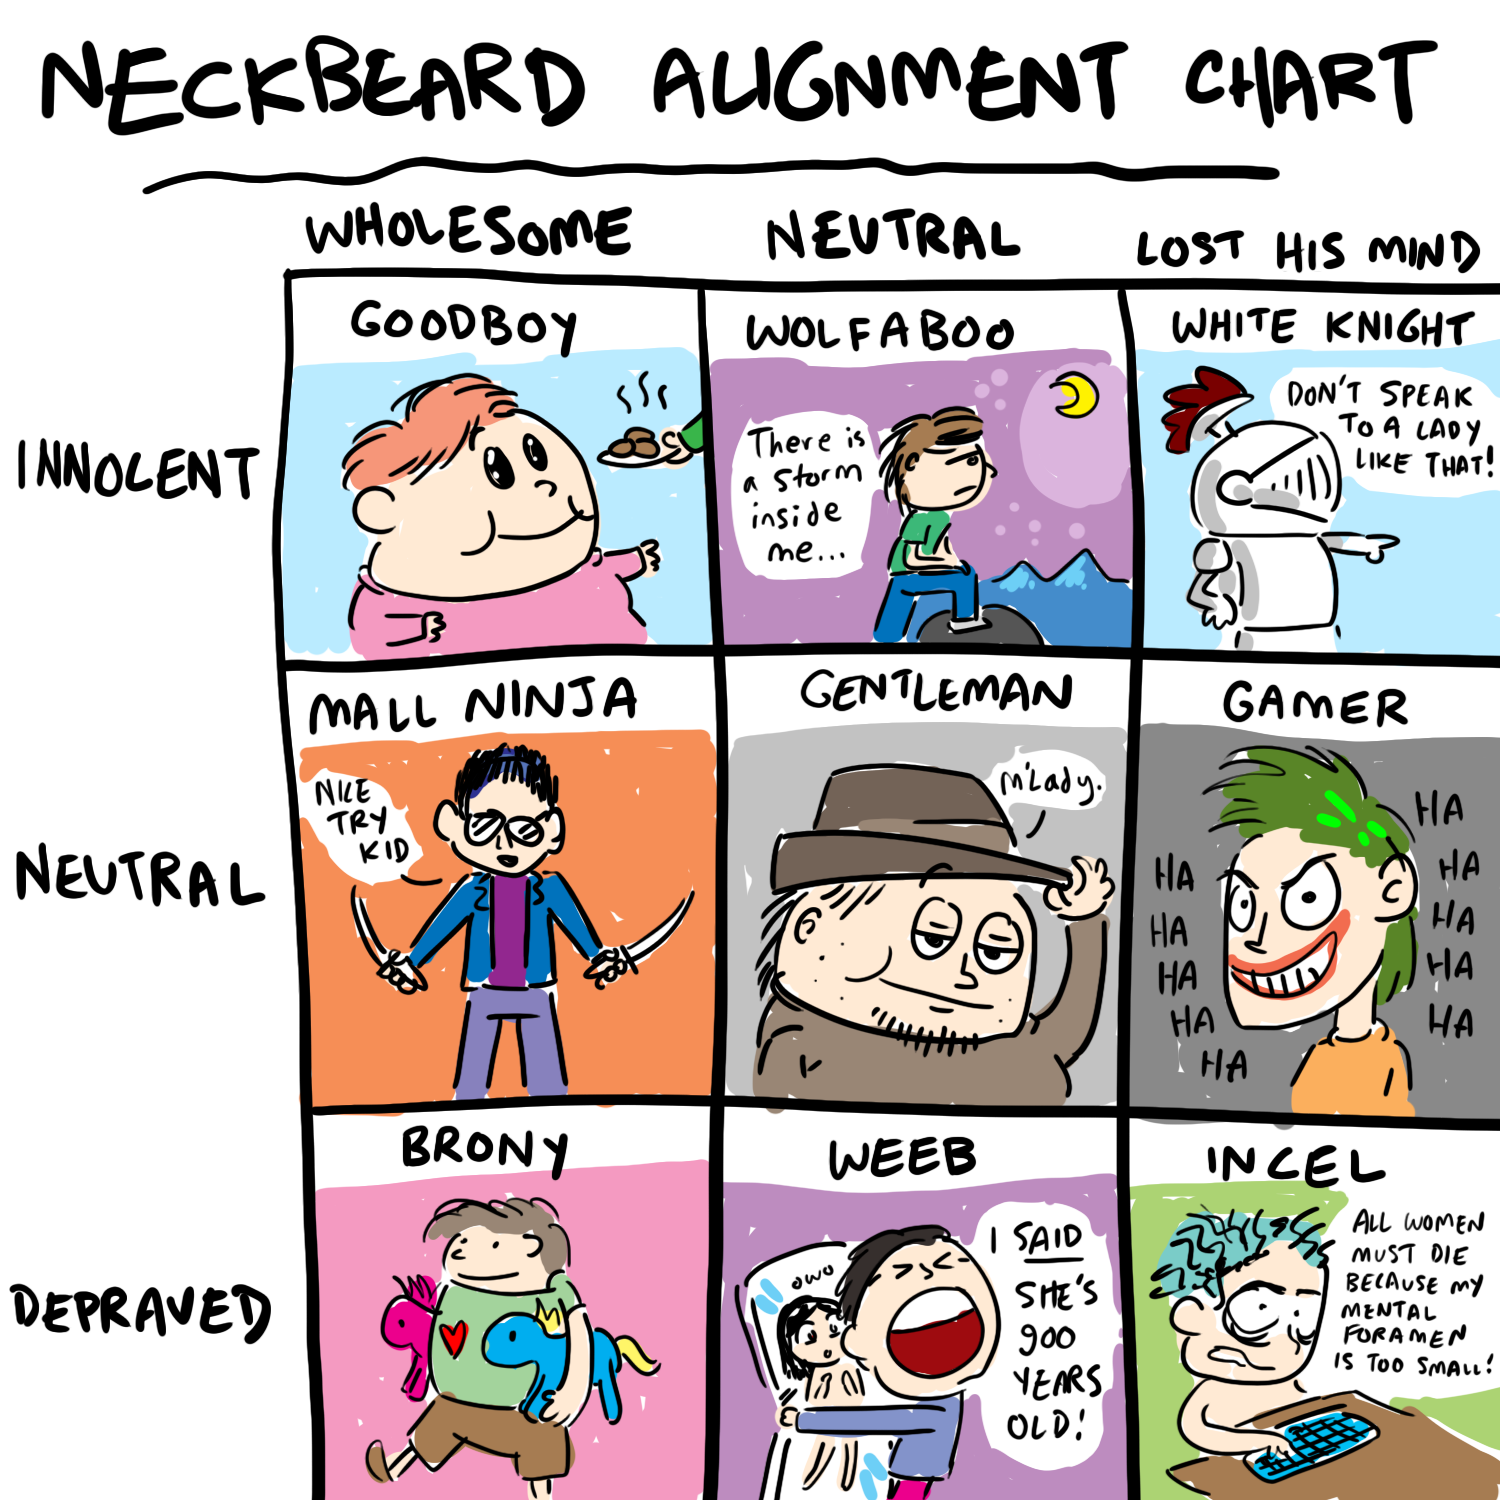 NECKBEARD ALIGNMENT CHART
WHOLESOME
NEUTRAL
LOST HIS MIND
INNOCENT
GOODBOY
WOLFABOO
There is
a storm
inside
me...
WHITE KNIGHT
DON'T SPEAK
TO A LADY
LIKE THAT!
NEUTRAL
MALL NINJA
NICE
TRY
KID
GENTLEMAN
M'Lady.
GAMER
HA
HA
HA
HA
HA
HA
HA
HA
HA
HA
DEPRAVED
BRONY
WEEB
OWO
I SAID
SHE'S
900
YEARS
OLD!
INCEL
ALL WOMEN
MUST DIE
BECAUSE MY
MENTAL
FORAMEN
IS TOO SMALL!